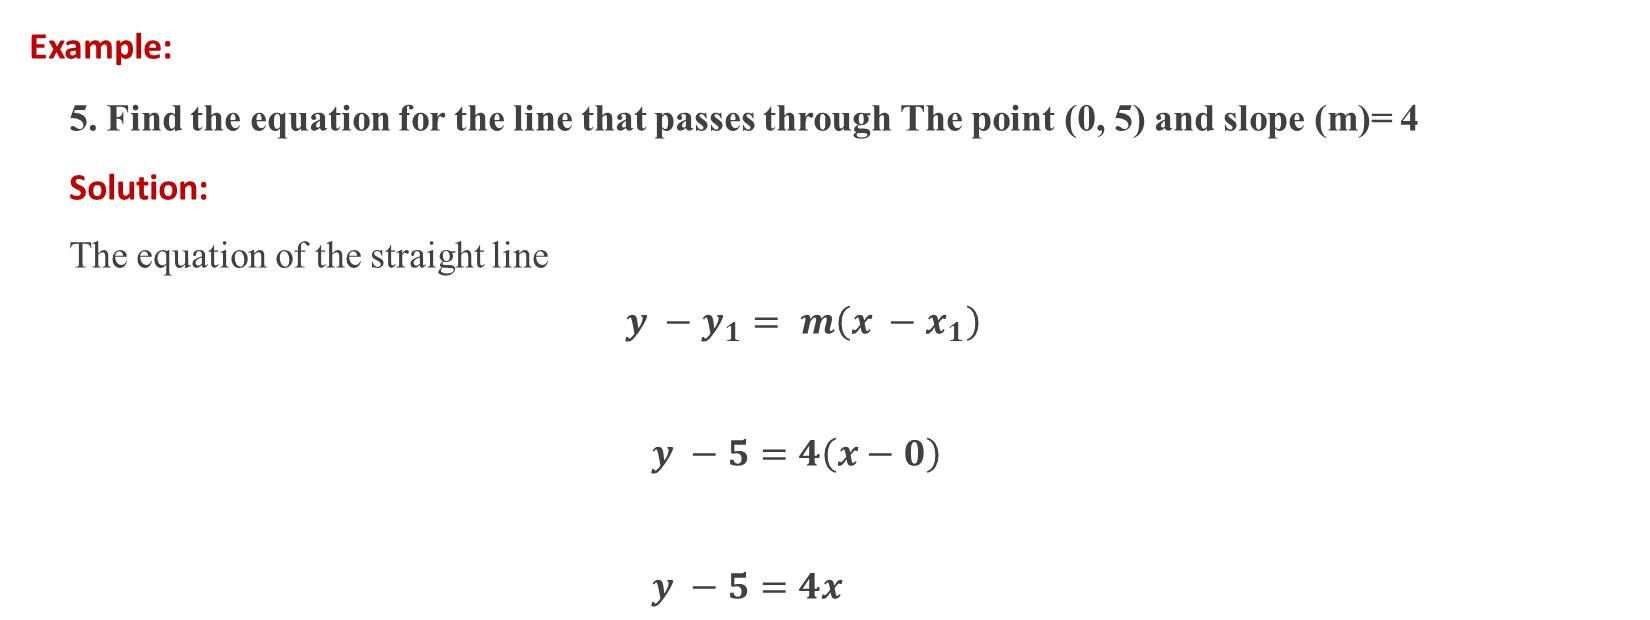 Example:
5. Find the equation for the line that passes through The point (0, 5) and slope (m)= 4
Solution:
The equation of the straight line
y − y₁ = m(x − x₁)
y − 5 = 4(x − 0)
y − 5 = 4x